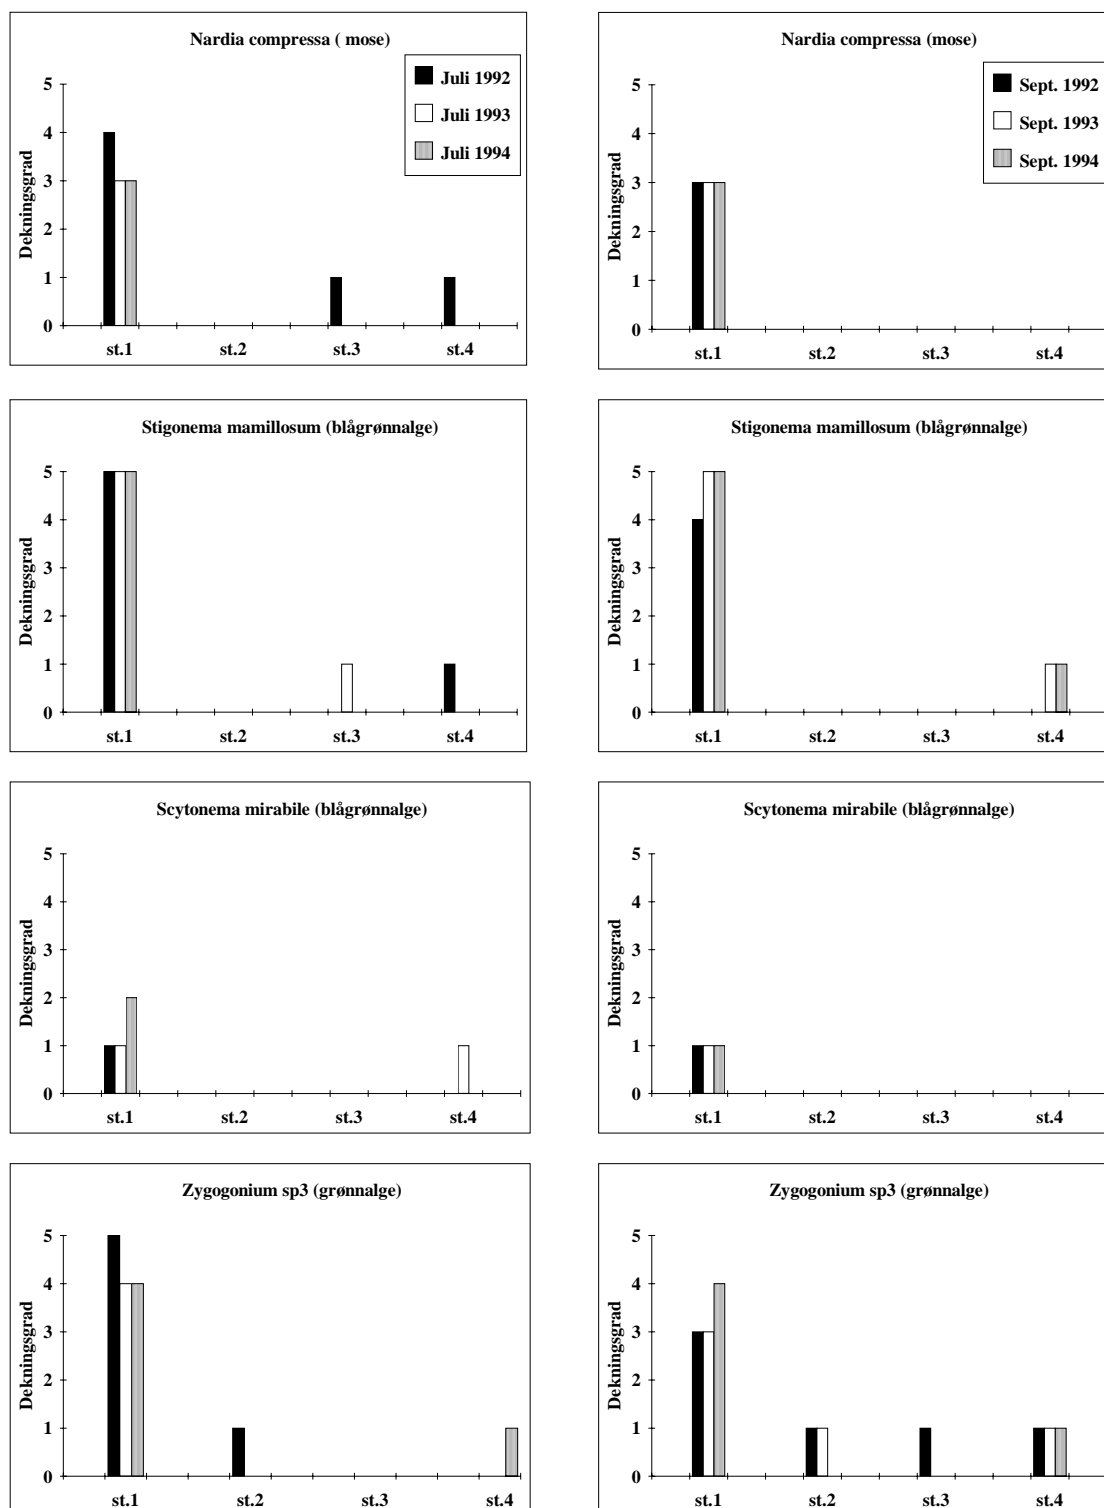 Nardia compressa ( mose)
Juli 1992
Juli 1993
Juli 1994
Dekningsgrad
5
4
3
2
1
0
st.1 st.2 st.3 st.4
Nardia compressa (mose)
Sept. 1992
Sept. 1993
Sept. 1994
Dekningsgrad
5
4
3
2
1
0
st.1 st.2 st.3 st.4
Stigonema mamillosum (blågrønnalge)
Dekningsgrad
5
4
3
2
1
0
st.1 st.2 st.3 st.4
Stigonema mamillosum (blågrønnalge)
Dekningsgrad
5
4
3
2
1
0
st.1 st.2 st.3 st.4
Scytonema mirabile (blågrønnalge)
Dekningsgrad
5
4
3
2
1
0
st.1 st.2 st.3 st.4
Scytonema mirabile (blågrønnalge)
Dekningsgrad
5
4
3
2
1
0
st.1 st.2 st.3 st.4
Zygogonium sp3 (grønnalge)
Dekningsgrad
5
4
3
2
1
0
st.1 st.2 st.3 st.4
Zygogonium sp3 (grønnalge)
Dekningsgrad
5
4
3
2
1
0
st.1 st.2 st.3 st.4